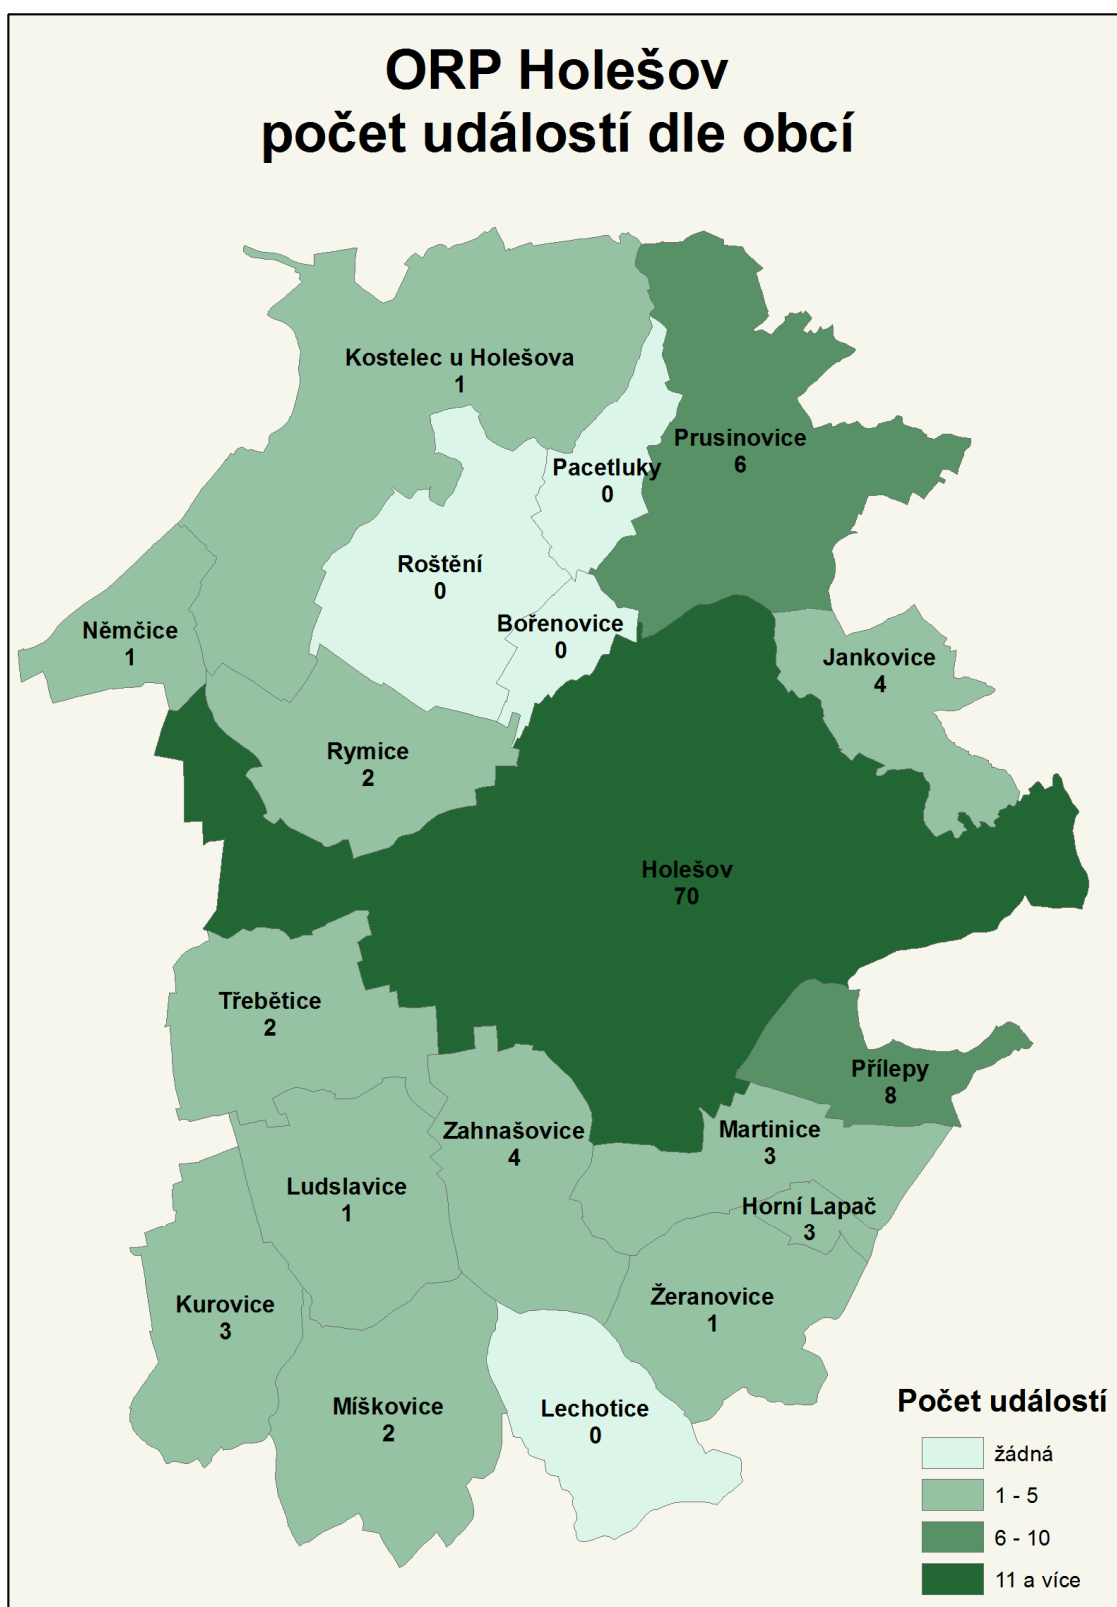 ORP Holešov
počet událostí dle obcí
Kostelec u Holešova
1
Prusinovice
6
Pacetluky
0
Roštění
0
Bořenovice
0
Němčice
1
Jankovice
4
Rymice
2
Holešov
70
Třebětice
2
Přílepy
8
Zahnašovice
4
Martinice
3
Ludslavice
1
Horní Lapač
3
Žeranovice
1
Kurovice
3
Míškovice
2
Lechotice
0
Počet událostí
žádná
1 - 5
6 - 10
11 a více